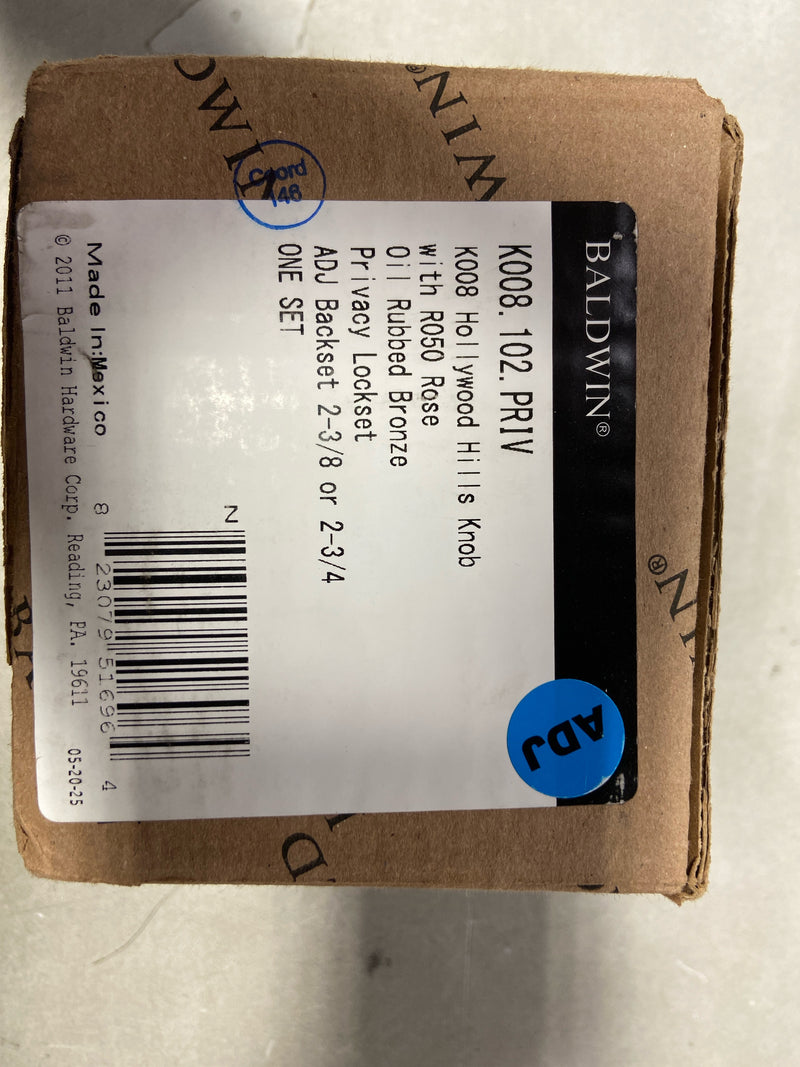 BALDWIN®
K008.102.PRIV
K008 Hollywood Hills Knob
with R050 Rose
Oil Rubbed Bronze
Privacy Lockset
ADJ Backset 2-3/8 or 2-3/4
ONE SET
N
8 23079 51696 4
Made In:Mexico
© 2011 Baldwin Hardware Corp. Reading, PA. 19611 05-20-25
ADJ
Coord
146
WIN®